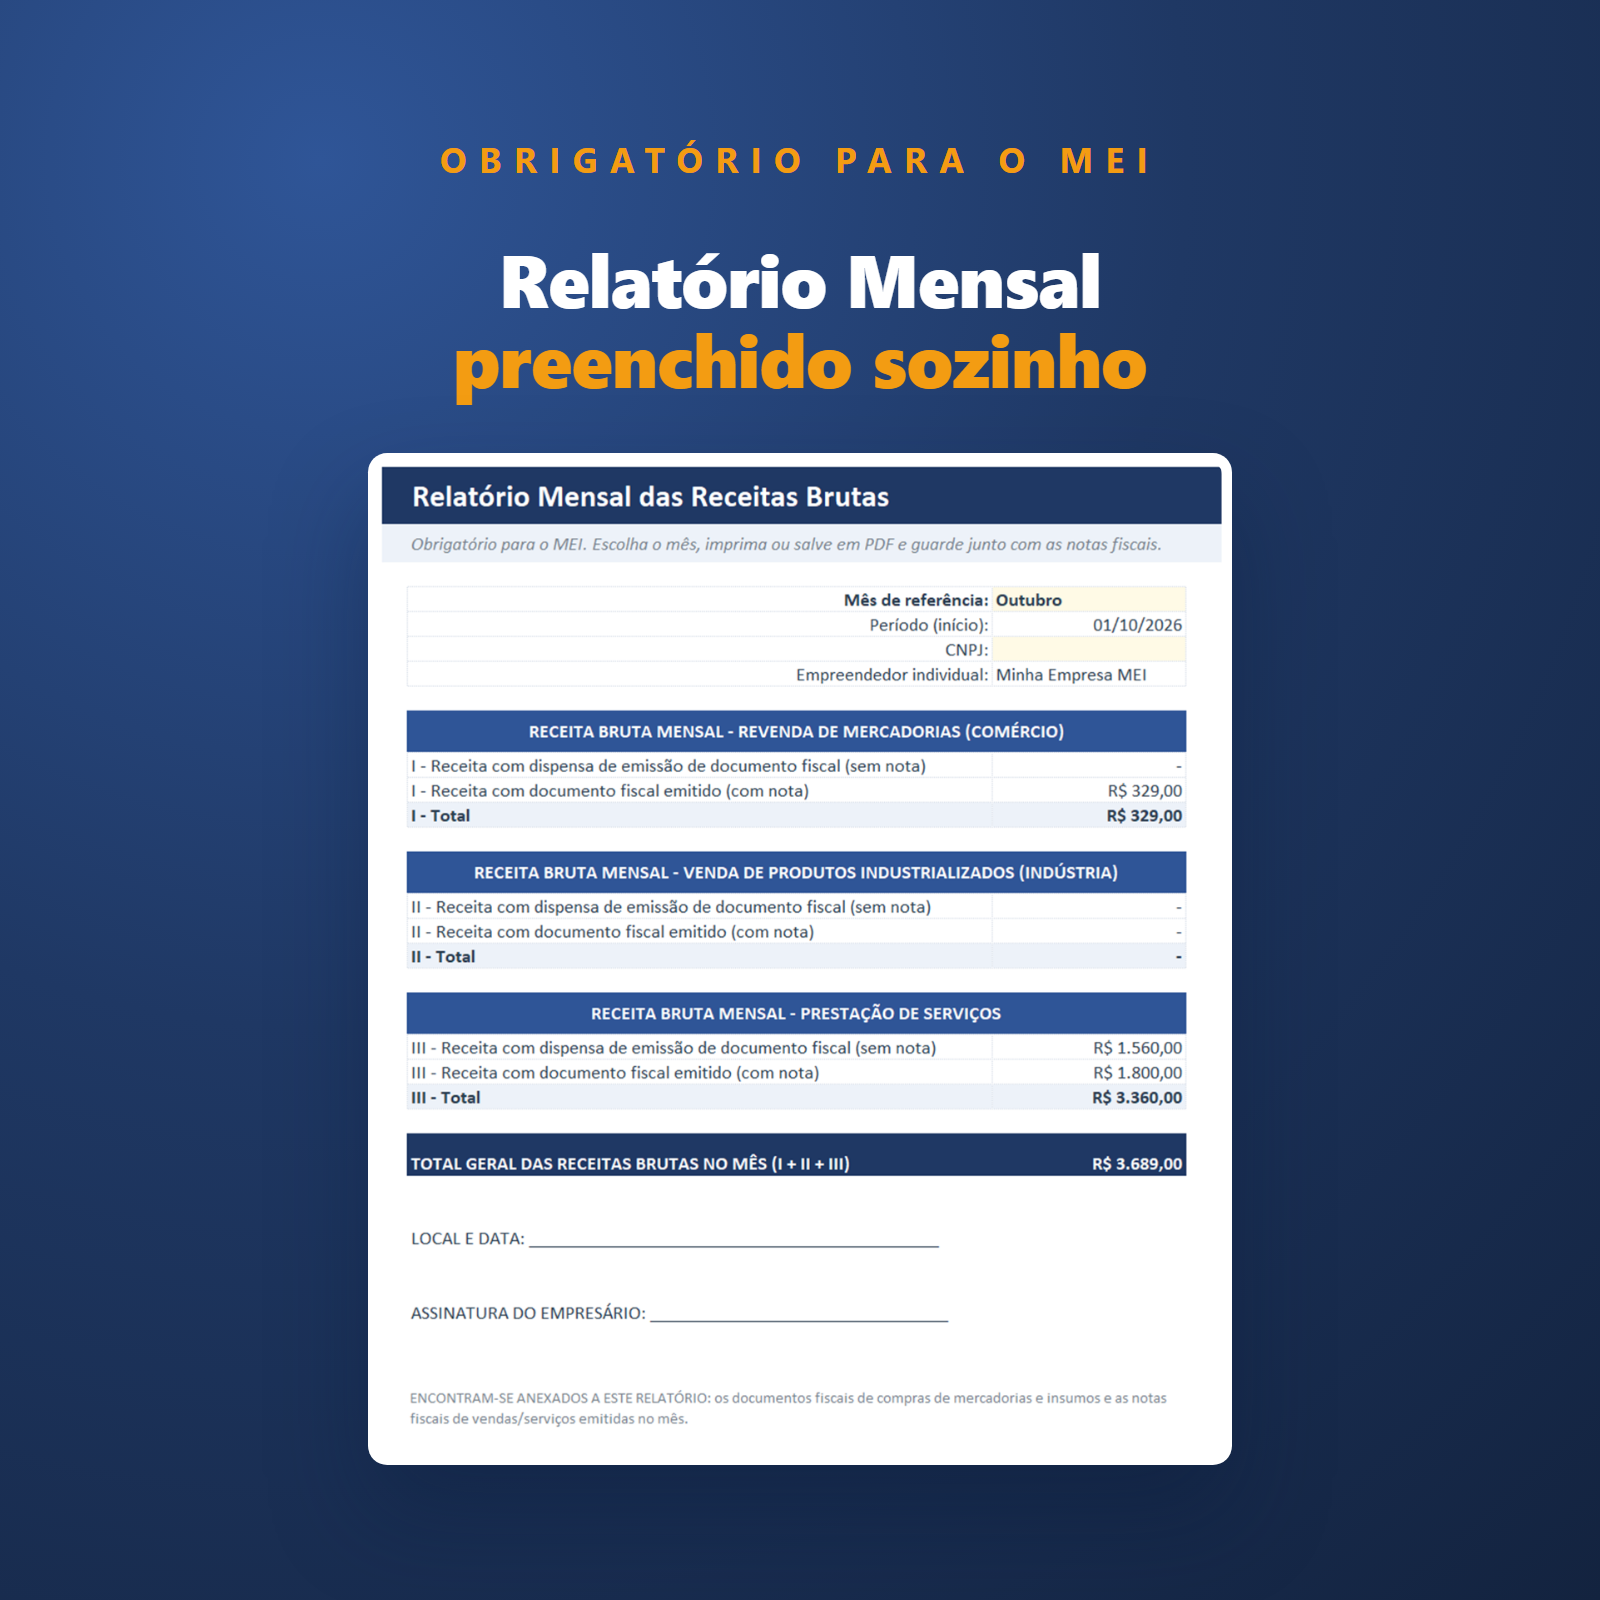 OBRIGATÓRIO PARA O MEI
Relatório Mensal
preenchido sozinho
Relatório Mensal das Receitas Brutas
Obrigatório para o MEI. Escolha o mês, imprima ou salve em PDF e guarde junto com as notas fiscais.
Mês de referência: Outubro
Período (início): 01/10/2026
CNPJ:
Empreendedor individual: Minha Empresa MEI
RECEITA BRUTA MENSAL - REVENDA DE MERCADORIAS (COMÉRCIO)
I - Receita com dispensa de emissão de documento fiscal (sem nota) -
I - Receita com documento fiscal emitido (com nota) R$ 329,00
I - Total R$ 329,00
RECEITA BRUTA MENSAL - VENDA DE PRODUTOS INDUSTRIALIZADOS (INDÚSTRIA)
II - Receita com dispensa de emissão de documento fiscal (sem nota) -
II - Receita com documento fiscal emitido (com nota) -
II - Total -
RECEITA BRUTA MENSAL - PRESTAÇÃO DE SERVIÇOS
III - Receita com dispensa de emissão de documento fiscal (sem nota) R$ 1.560,00
III - Receita com documento fiscal emitido (com nota) R$ 1.800,00
III - Total R$ 3.360,00
TOTAL GERAL DAS RECEITAS BRUTAS NO MÊS (I + II + III) R$ 3.689,00
LOCAL E DATA: ________________________________________
ASSINATURA DO EMPRESÁRIO: _____________________________
ENCONTRAM-SE ANEXADOS A ESTE RELATÓRIO: os documentos fiscais de compras de mercadorias e insumos e as notas
fiscais de vendas/serviços emitidas no mês.